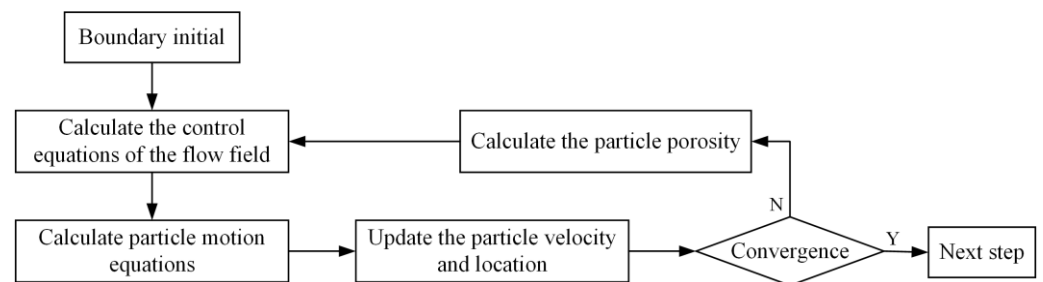 Boundary initial
Calculate the control
equations of the flow field
Calculate the particle porosity
N
Calculate particle motion
equations
Update the particle velocity
and location
Convergence
Y
Next step